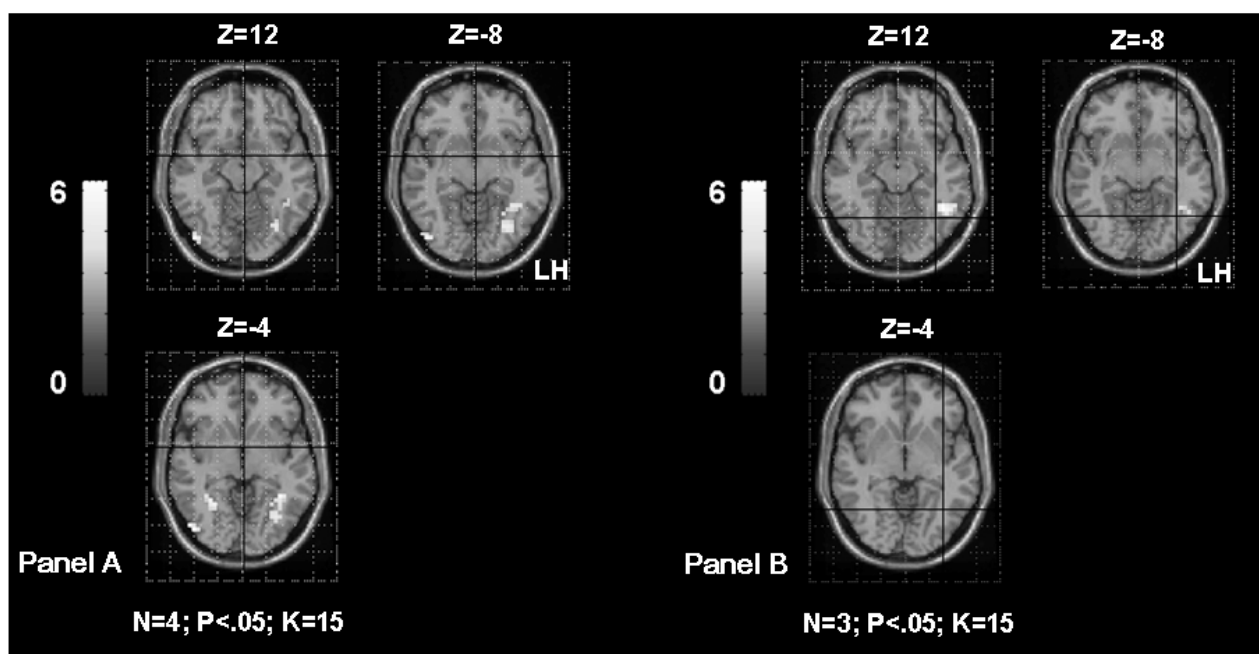 Z=12
Z=-8
6
0
LH
Z=-4
Panel A
N=4; P<.05; K=15
Z=12
Z=-8
6
0
LH
Z=-4
Panel B
N=3; P<.05; K=15